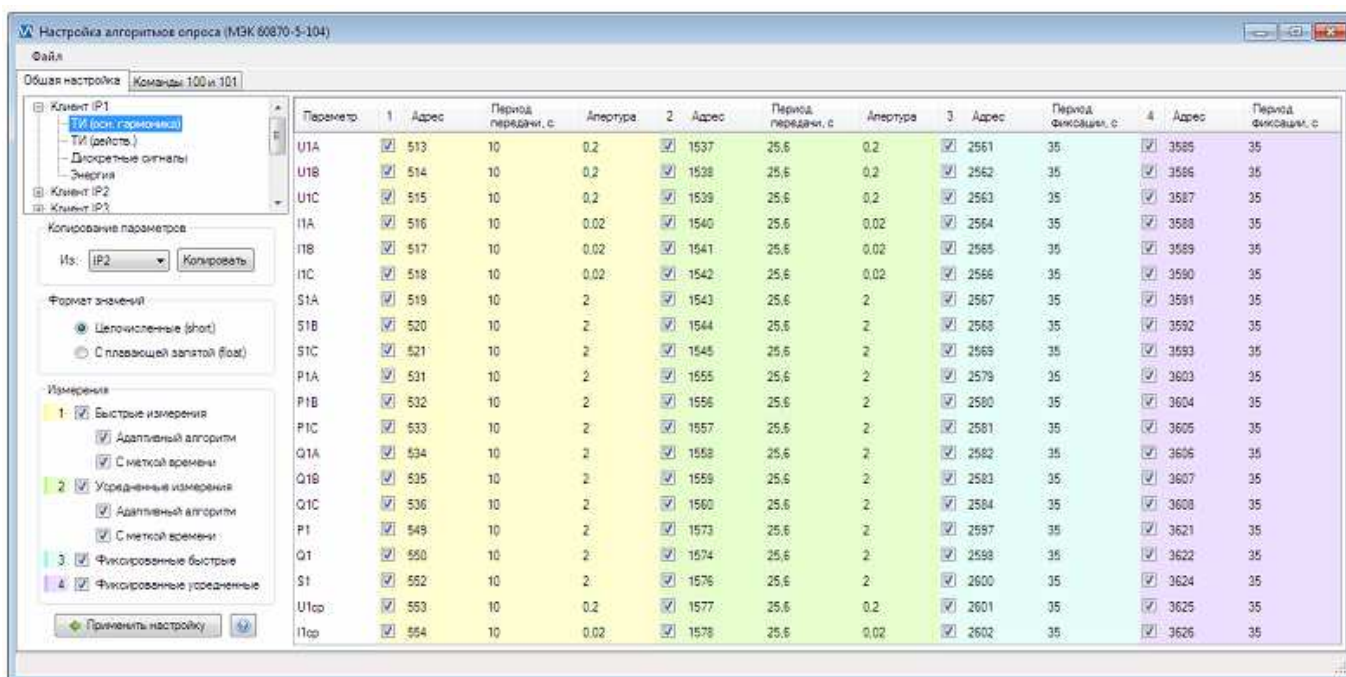 Настройка алгоритмов опроса (МЭК 60870-5-104)
Файл
Общая настройка Команды 100 и 101
Клиент IP1
ТИ (осн. гармоника)
ТИ (действ.)
Дискретные сигналы
Энергия
Клиент IP2
Клиент IP3
Копирование параметров
Из: IP2 Копировать
Формат значений
Целочисленные (short)
С плавающей запятой (float)
Измерения
1 Быстрые измерения
Адаптивный алгоритм
С меткой времени
2 Усредненные измерения
Адаптивный алгоритм
С меткой времени
3 Фиксированные быстрые
4 Фиксированные усредненные
Применить настройку
Параметр 1 Адрес Период передачи, с Апертура 2 Адрес Период передачи, с Апертура 3 Адрес Период фиксации, с 4 Адрес Период фиксации, с
U1A 513 10 0,2 1537 25,6 0,2 2561 35 3585 35
U1B 514 10 0,2 1538 25,6 0,2 2562 35 3586 35
U1C 515 10 0,2 1539 25,6 0,2 2563 35 3587 35
I1A 516 10 0,02 1540 25,6 0,02 2564 35 3588 35
I1B 517 10 0,02 1541 25,6 0,02 2565 35 3589 35
I1C 518 10 0,02 1542 25,6 0,02 2566 35 3590 35
S1A 519 10 2 1543 25,6 2 2567 35 3591 35
S1B 520 10 2 1544 25,6 2 2568 35 3592 35
S1C 521 10 2 1545 25,6 2 2569 35 3593 35
P1A 531 10 2 1555 25,6 2 2579 35 3603 35
P1B 532 10 2 1556 25,6 2 2580 35 3604 35
P1C 533 10 2 1557 25,6 2 2581 35 3605 35
Q1A 534 10 2 1558 25,6 2 2582 35 3606 35
Q1B 535 10 2 1559 25,6 2 2583 35 3607 35
Q1C 536 10 2 1560 25,6 2 2584 35 3608 35
P1 549 10 2 1573 25,6 2 2597 35 3621 35
Q1 550 10 2 1574 25,6 2 2598 35 3622 35
S1 552 10 2 1576 25,6 2 2600 35 3624 35
U1ср 553 10 0,2 1577 25,6 0,2 2601 35 3625 35
I1ср 554 10 0,02 1578 25,6 0,02 2602 35 3626 35